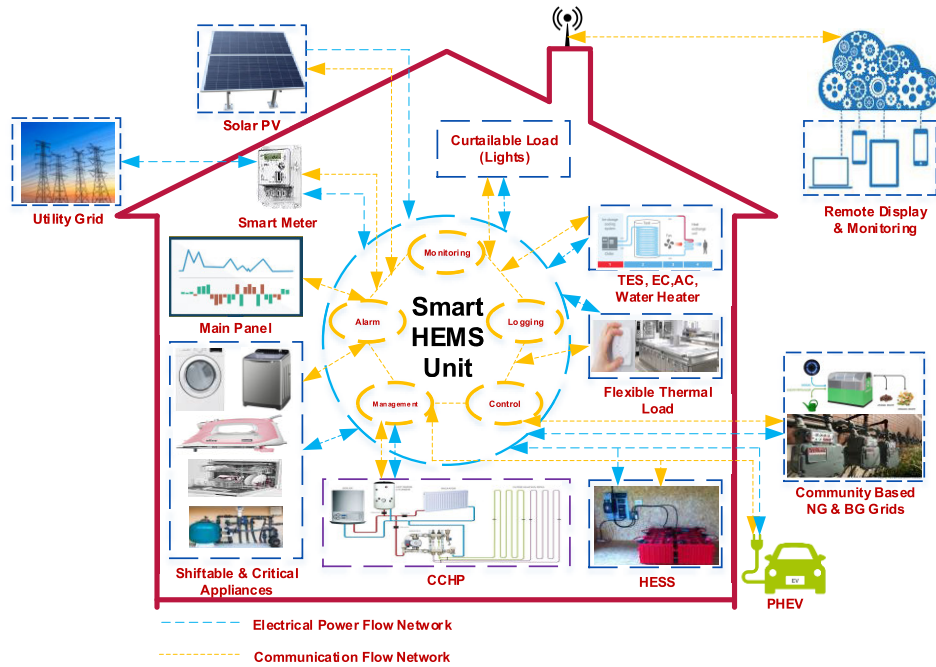 Solar PV
Curtailable Load
(Lights)
Utility Grid
Smart Meter
Remote Display
& Monitoring
Monitoring
TES, EC,AC,
Water Heater
Main Panel
Alarm
Smart
HEMS
Unit
Logging
Flexible Thermal
Load
Management
Control
Shiftable & Critical
Appliances
CCHP
HESS
Community Based
NG & BG Grids
EV
PHEV
Electrical Power Flow Network
Communication Flow Network